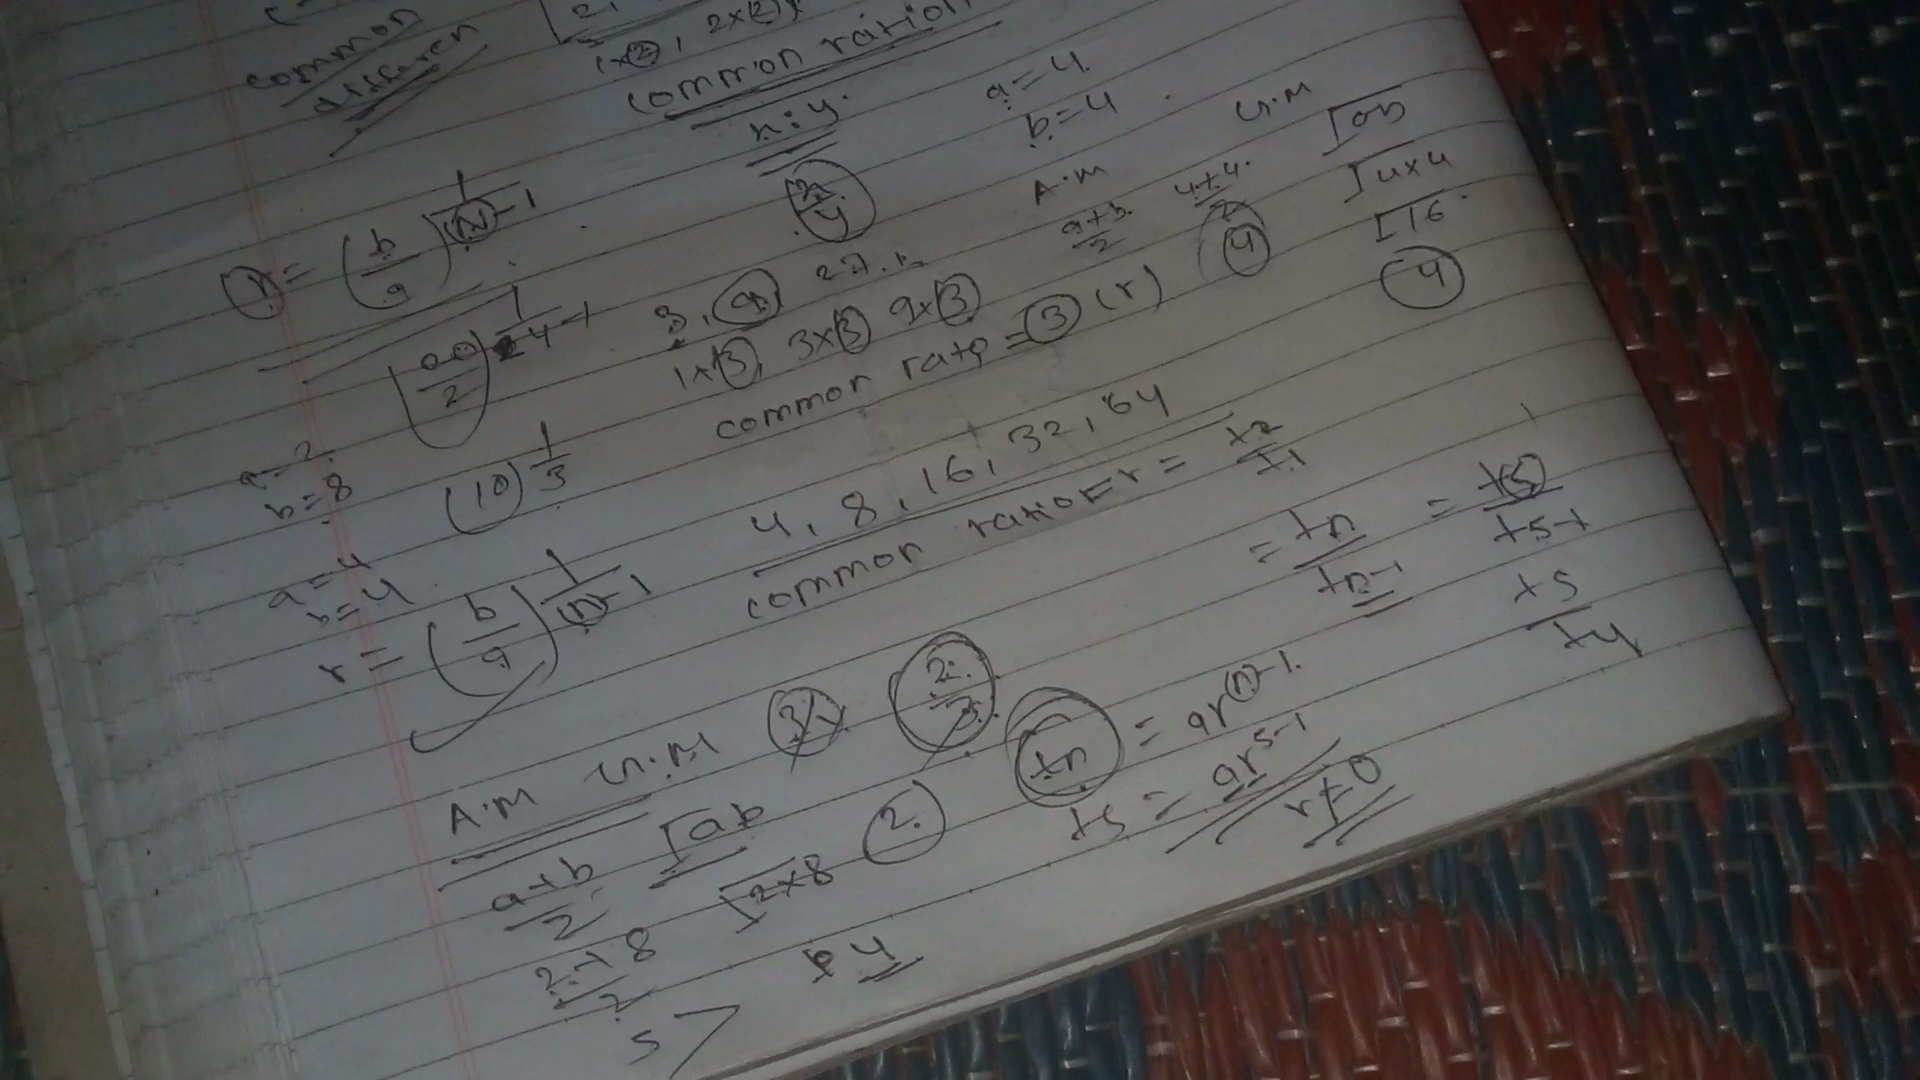 common
differen
1×2, 2×2
common ration
x:y.
a=4.
b=4
A.M
G.M
a+b/2
4+4/2
4
√ab
√4×4
√16.
4
r = (b/a)^1/(n)-1
3, 9, 27
1×3, 3×3 9×3
common ratio = 3 (r)
a=2.
b=8
(10)^1/3
4, 8, 16, 32, 64
common ratio = r = t2/t1
= tn/tn-1 = t5/t5-1
t5/t4
a=4
b=4
r = (b/a)^1/(n)-1
A.M G.M
2/3
tn = ar^(n)-1.
t5 = ar^5-1
r≠0
a+b/2 √ab
2.
2+8/2 √2×8
5 > 4